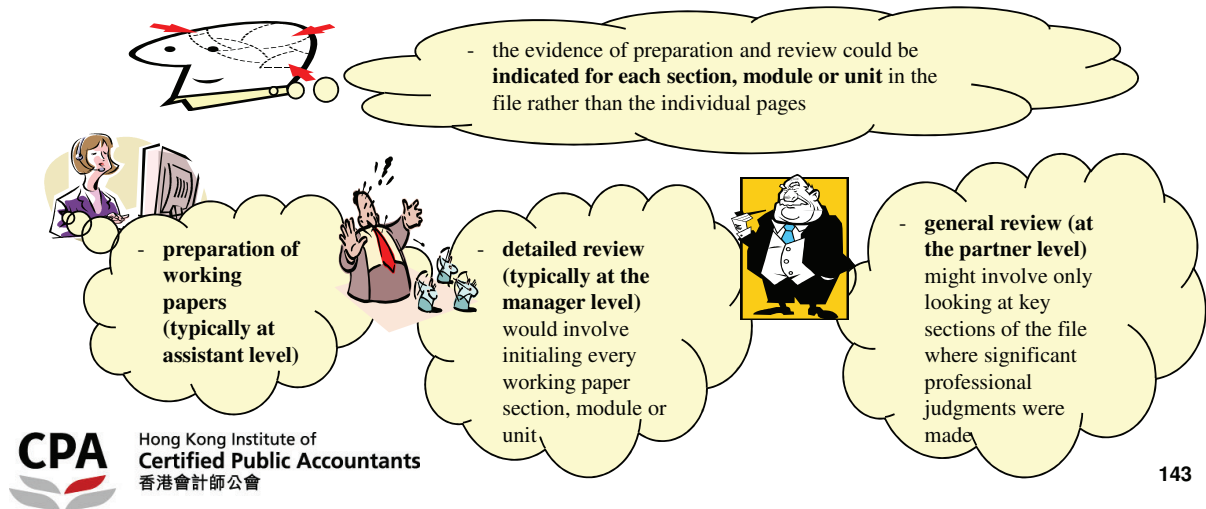 - the evidence of preparation and review could be
indicated for each section, module or unit in the
file rather than the individual pages
- preparation of
working
papers
(typically at
assistant level)
- detailed review
(typically at the
manager level)
would involve
initialing every
working paper
section, module or
unit
- general review (at
the partner level)
might involve only
looking at key
sections of the file
where significant
professional
judgments were
made
CPA
Hong Kong Institute of
Certified Public Accountants
香港會計師公會
143